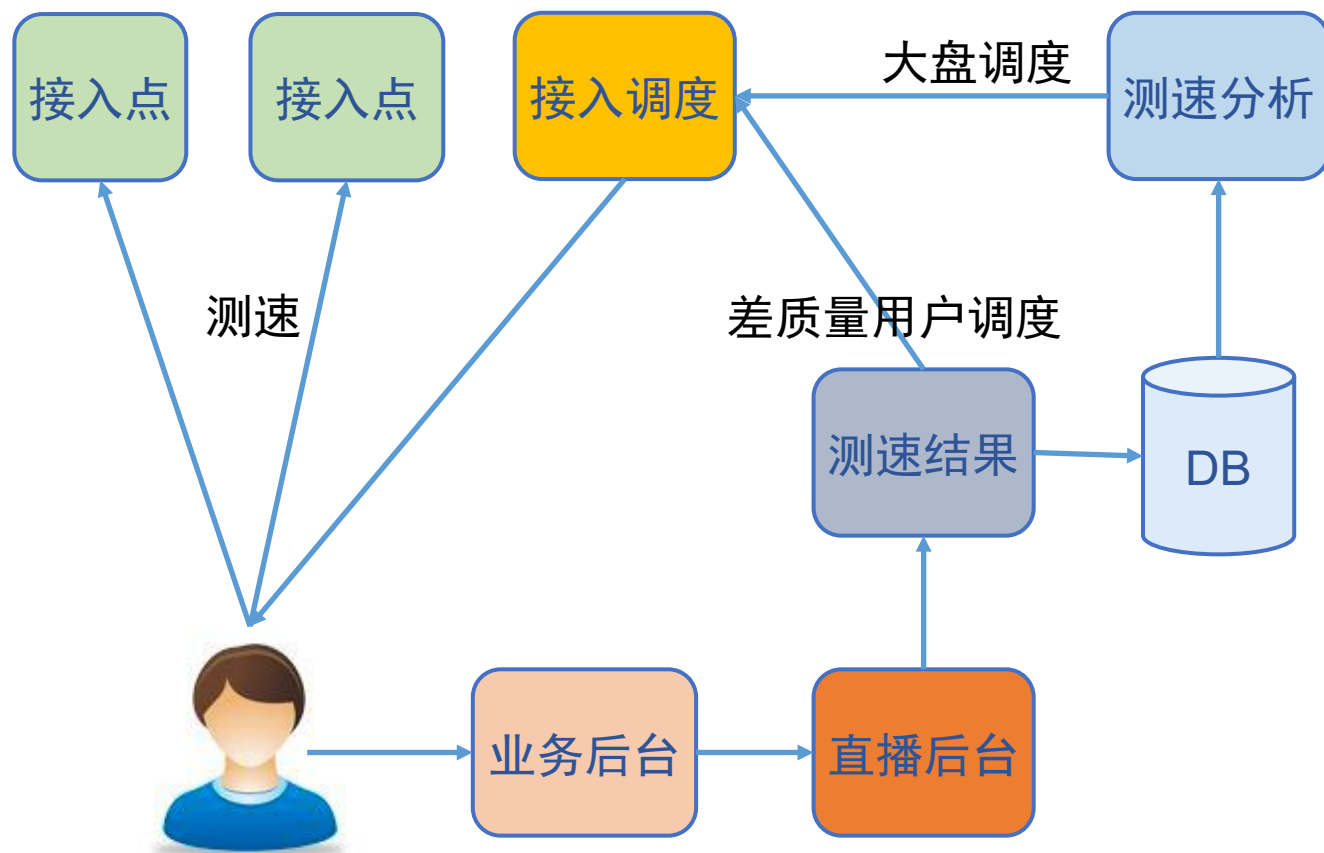 接入点
接入点
接入调度
大盘调度
测速分析
测速
差质量用户调度
测速结果
DB
业务后台
直播后台